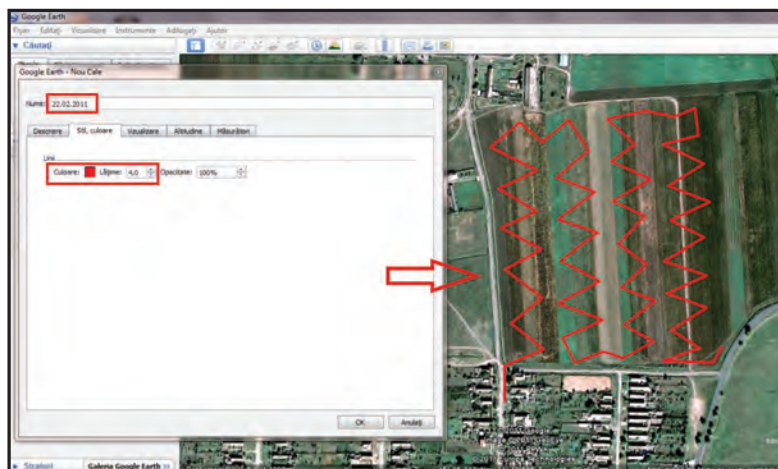 Google Earth
Fișier Editați Vizualizare Instrumente Adăugați Ajutor
▼ Căutați
Google Earth - Nou Cale
Nume: 22.02.2011
Descriere Stil, culoare Vizualizare Altitudine Măsurători
Linii
Culoare: Lățime: 4,0 Opacitate: 100%
OK Anulați
▶ Straturi Galeria Google Earth >>